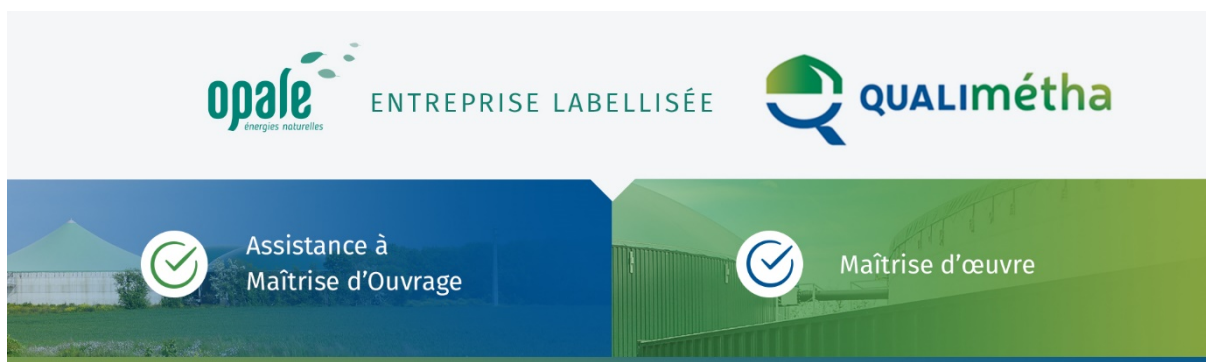 opale
énergies naturelles
ENTREPRISE LABELLISÉE
QUALImétha
Assistance à
Maîtrise d'Ouvrage
Maîtrise d'œuvre